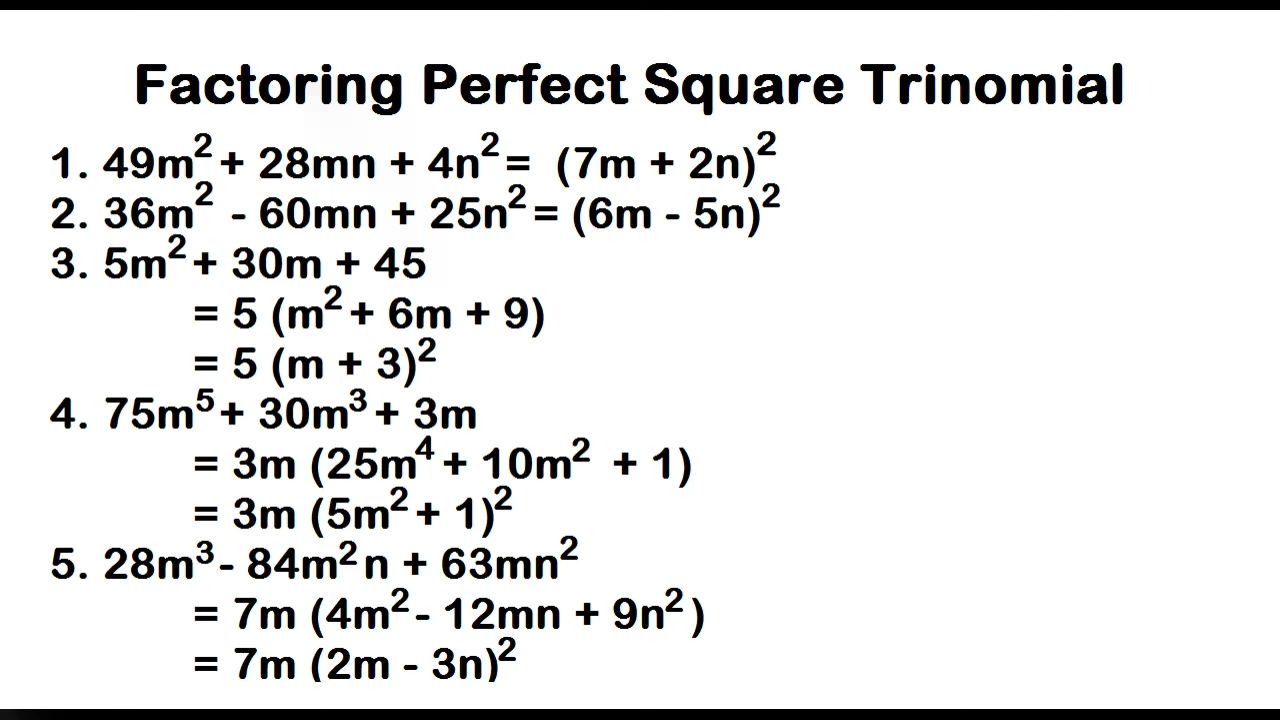 Factoring Perfect Square Trinomial
1. 49m² + 28mn + 4n² = (7m + 2n)²
2. 36m² - 60mn + 25n² = (6m - 5n)²
3. 5m² + 30m + 45
= 5 (m² + 6m + 9)
= 5 (m + 3)²
4. 75m⁵ + 30m³ + 3m
= 3m (25m⁴ + 10m² + 1)
= 3m (5m² + 1)²
5. 28m³ - 84m²n + 63mn²
= 7m (4m² - 12mn + 9n²)
= 7m (2m - 3n)²